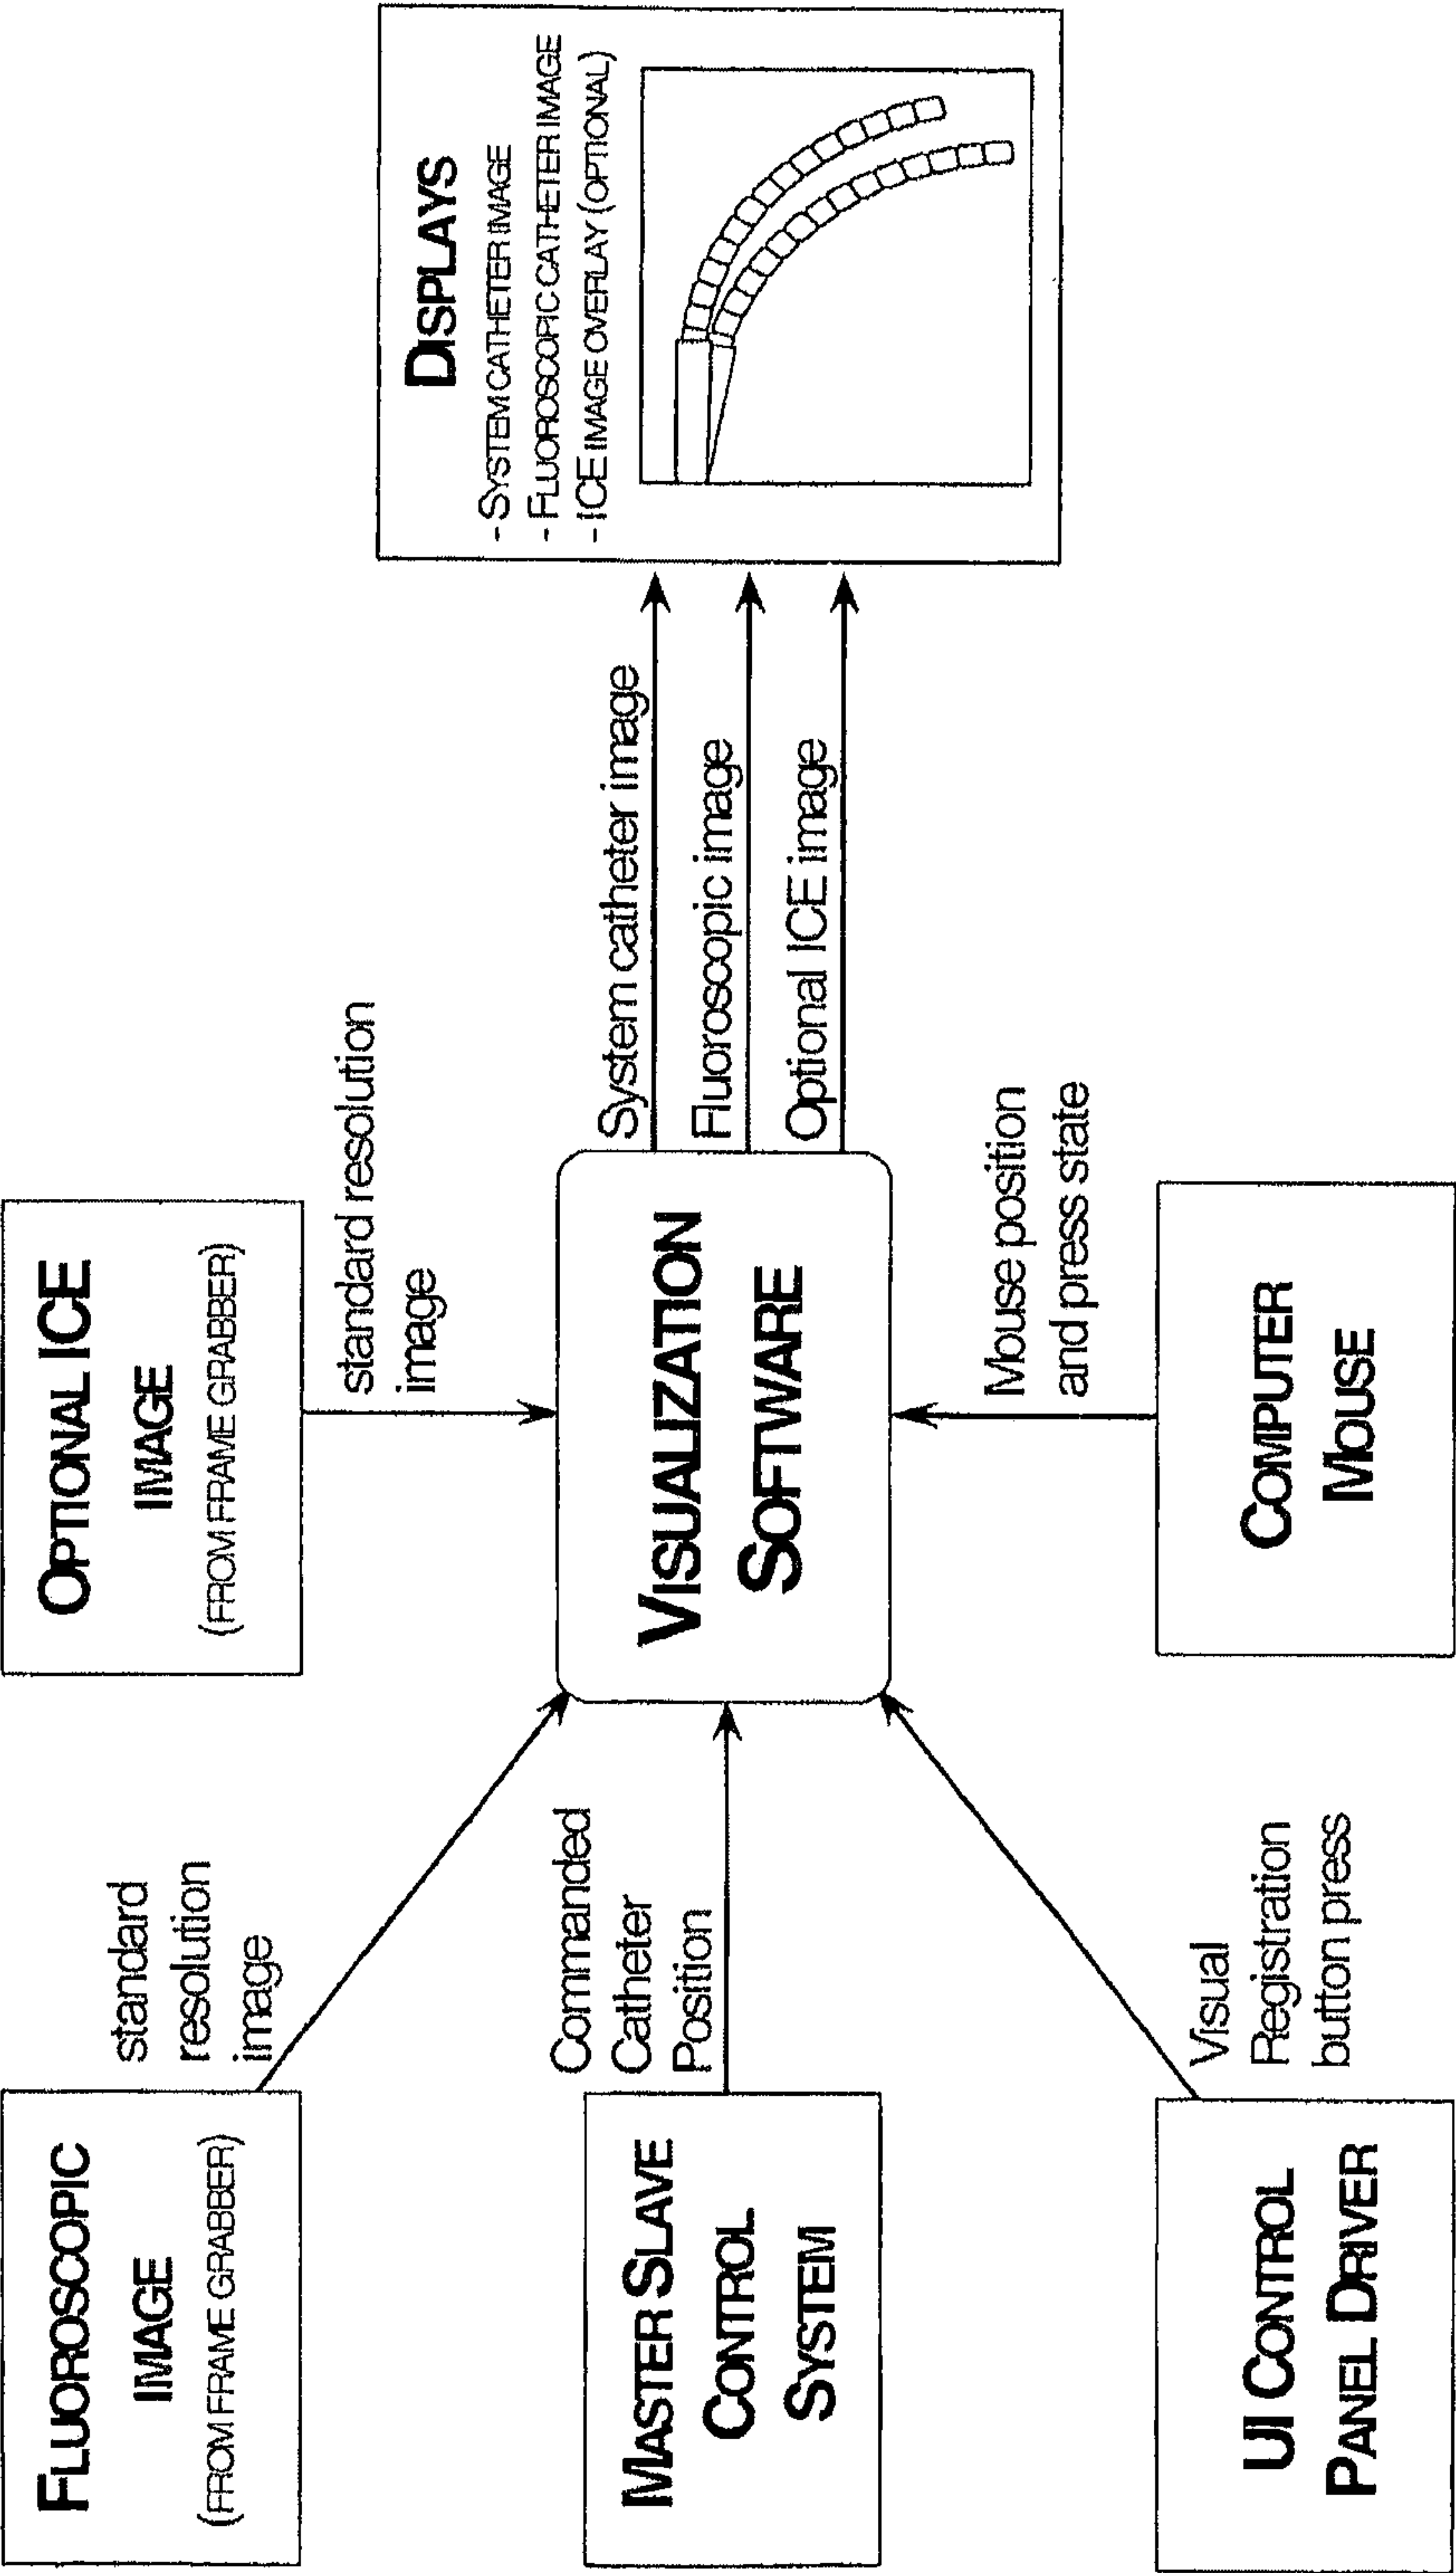 FLUOROSCOPIC
IMAGE
(FROM FRAME GRABBER)
standard
resolution
image
OPTIONAL ICE
IMAGE
(FROM FRAME GRABBER)
standard resolution
image
MASTER SLAVE
CONTROL
SYSTEM
Commanded
Catheter
Position
VISUALIZATION
SOFTWARE
System catheter image
Fluoroscopic image
Optional ICE image
DISPLAYS
- SYSTEM CATHETER IMAGE
- FLUOROSCOPIC CATHETER IMAGE
- ICE IMAGE OVERLAY (OPTIONAL)
UI CONTROL
PANEL DRIVER
Visual
Registration
button press
COMPUTER
MOUSE
Mouse position
and press state